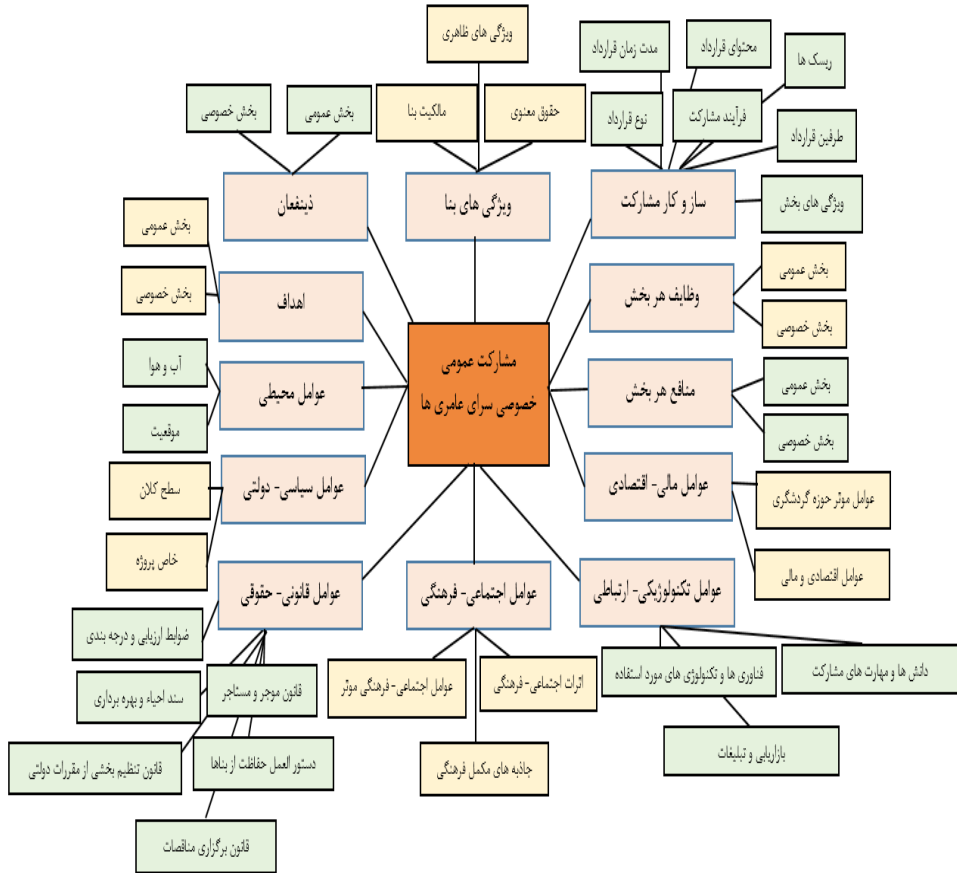 ویژگی های ظاهری
مدت زمان قرارداد
محتوای قرارداد
ریسک ها
بخش خصوصی
بخش عمومی
مالکیت بنا
حقوق معنوی
نوع قرارداد
فرآیند مشارکت
طرفین قرارداد
ذینفعان
ویژگی های بنا
ساز و کار مشارکت
ویژگی های بخش
بخش عمومی
بخش خصوصی
اهداف
وظایف هر بخش
بخش عمومی
بخش خصوصی
مشارکت عمومی
خصوصی سرای عامری ها
آب و هوا
موقعیت
عوامل محیطی
منافع هر بخش
بخش عمومی
بخش خصوصی
سطح کلان
خاص پروژه
عوامل سیاسی- دولتی
عوامل مالی- اقتصادی
عوامل موثر حوزه گردشگری
عوامل اقتصادی و مالی
عوامل قانونی- حقوقی
عوامل اجتماعی- فرهنگی
عوامل تکنولوژیکی- ارتباطی
ضوابط ارزیابی و درجه بندی
سند احیاء و بهره برداری
قانون موجر و مستاجر
قانون تنظیم بخشی از مقررات دولتی
دستور العمل حفاظت از بناها
قانون برگزاری مناقصات
عوامل اجتماعی- فرهنگی موثر
اثرات اجتماعی- فرهنگی
جاذبه های مکمل فرهنگی
فناوری ها و تکنولوژی های مورد استفاده
دانش ها و مهارت های مشارکت
بازاریابی و تبلیغات